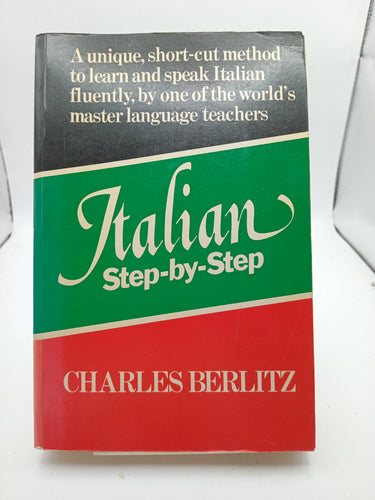 A unique, short-cut method
to learn and speak Italian
fluently, by one of the world's
master language teachers
Italian
Step-by-Step
CHARLES BERLITZ